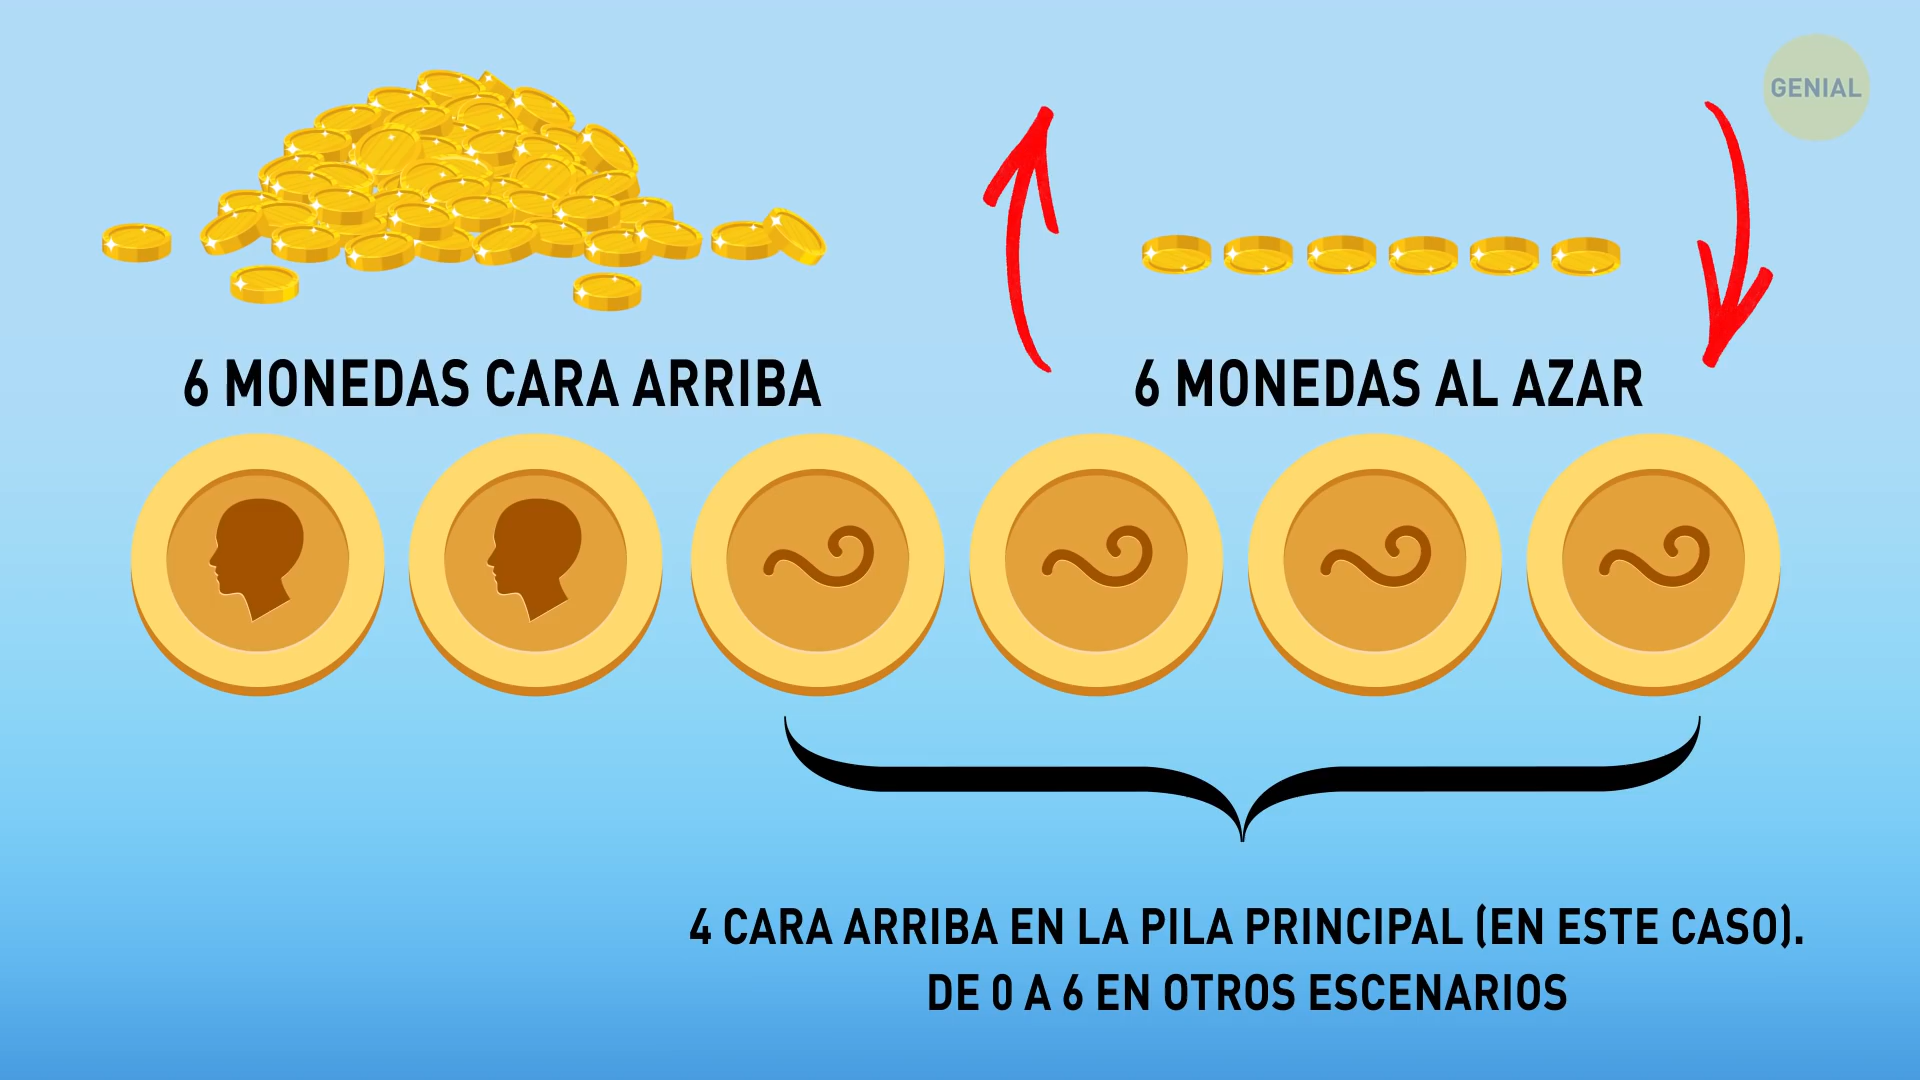 GENIAL
6 MONEDAS CARA ARRIBA
6 MONEDAS AL AZAR
4 CARA ARRIBA EN LA PILA PRINCIPAL (EN ESTE CASO).
DE 0 A 6 EN OTROS ESCENARIOS